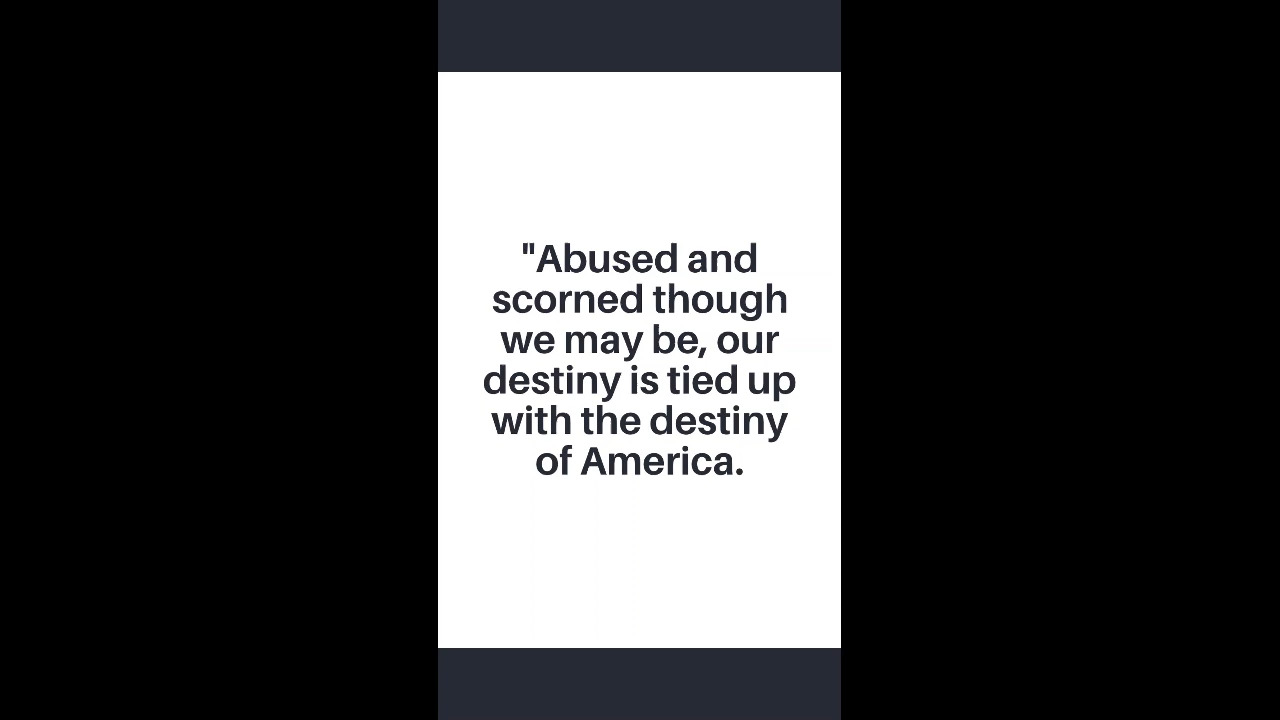 "Abused and
scorned though
we may be, our
destiny is tied up
with the destiny
of America.